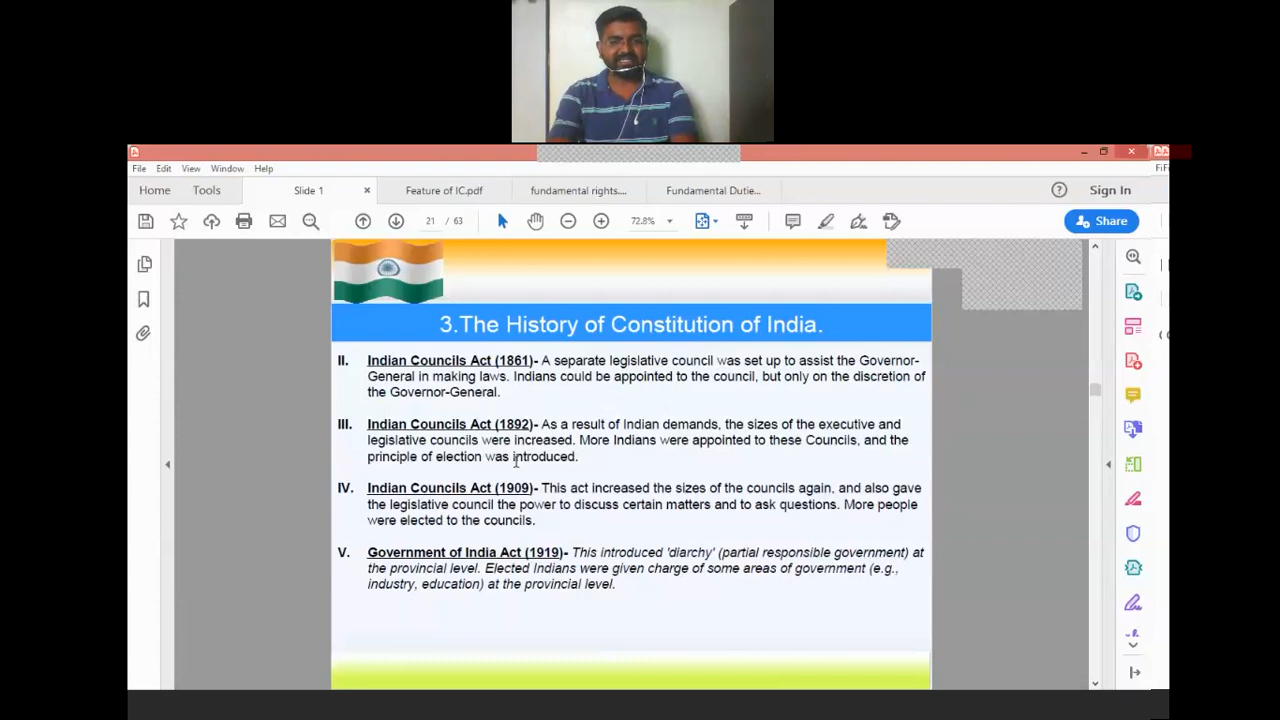 File Edit View Window Help
FiFi
Home Tools Slide 1 × Feature of IC.pdf fundamental rights.... Fundamental Dutie... Sign In
21 / 63 72.8% Share
3.The History of Constitution of India.
II. Indian Councils Act (1861)- A separate legislative council was set up to assist the Governor-
General in making laws. Indians could be appointed to the council, but only on the discretion of
the Governor-General.
III. Indian Councils Act (1892)- As a result of Indian demands, the sizes of the executive and
legislative councils were increased. More Indians were appointed to these Councils, and the
principle of election was introduced.
IV. Indian Councils Act (1909)- This act increased the sizes of the councils again, and also gave
the legislative council the power to discuss certain matters and to ask questions. More people
were elected to the councils.
V. Government of India Act (1919)- This introduced 'diarchy' (partial responsible government) at
the provincial level. Elected Indians were given charge of some areas of government (e.g.,
industry, education) at the provincial level.